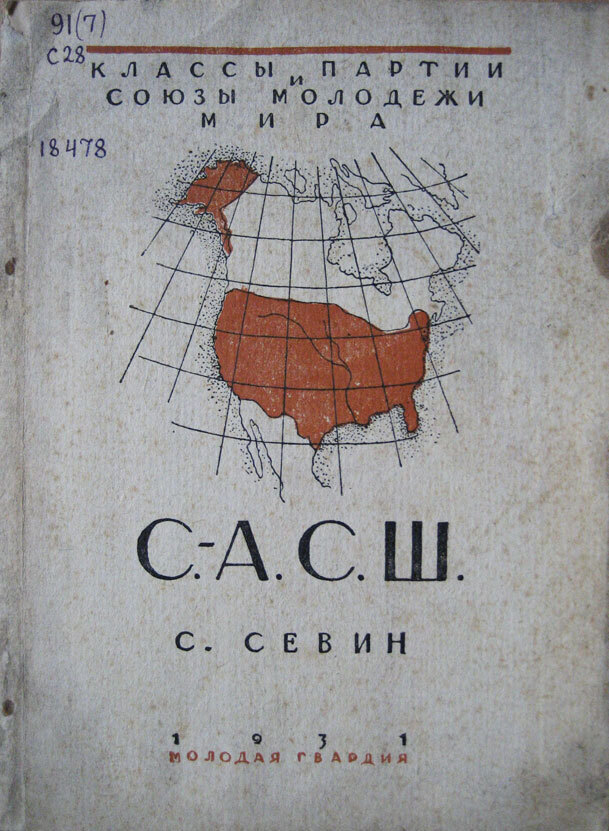 91(7)
С28
КЛАССЫ И ПАРТИИ
СОЮЗЫ МОЛОДЕЖИ
МИРА
18478
С.-А. С. Ш.
С. СЕВИН
1931
МОЛОДАЯ ГВАРДИЯ